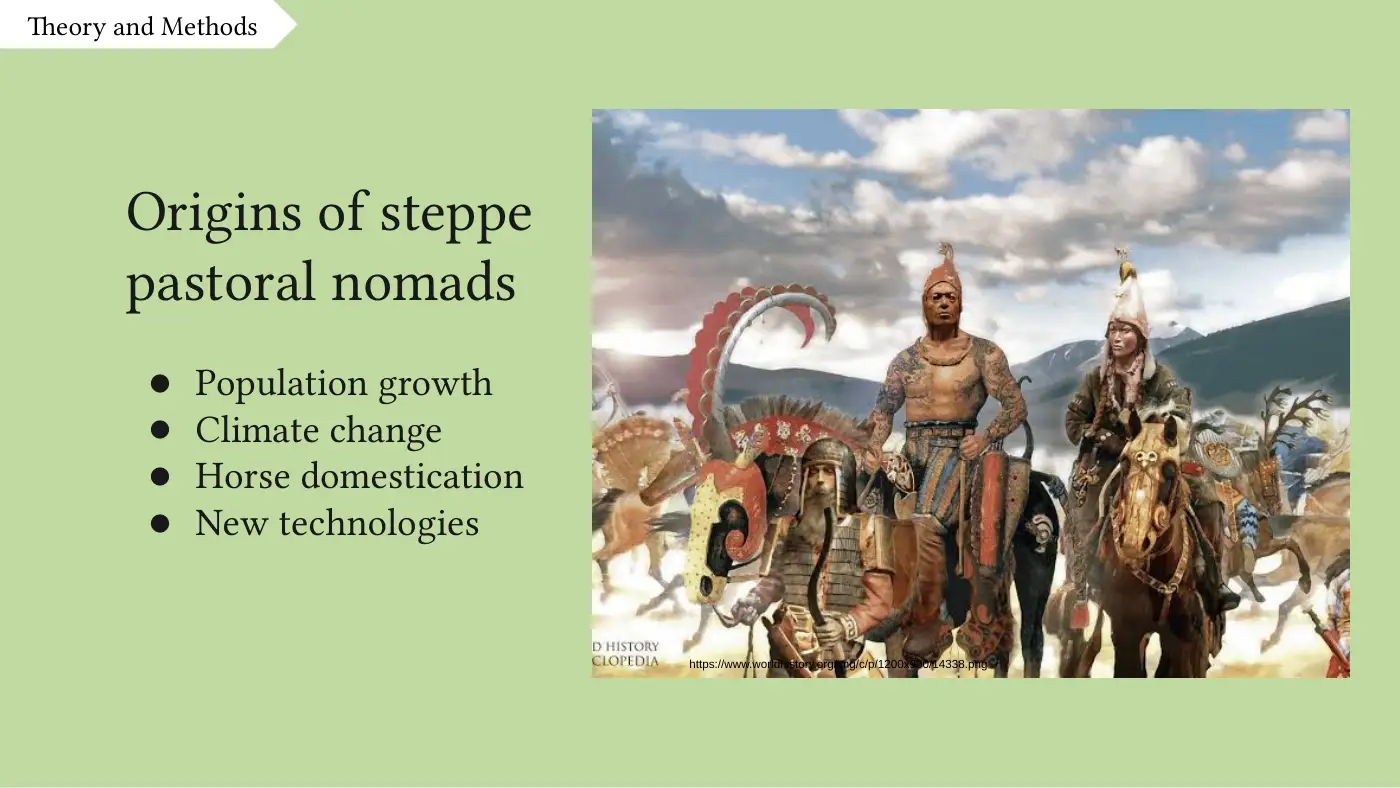 Theory and Methods
Origins of steppe
pastoral nomads
● Population growth
● Climate change
● Horse domestication
● New technologies
D HISTORY
CLOPEDIA